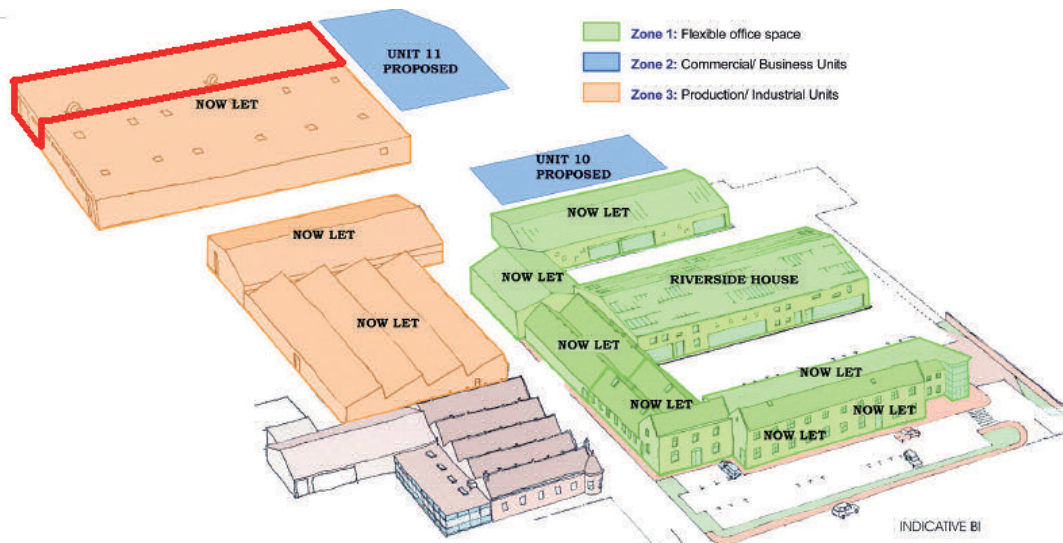 UNIT 11
PROPOSED
Zone 1: Flexible office space
Zone 2: Commercial/ Business Units
Zone 3: Production/ Industrial Units
NOW LET
UNIT 10
PROPOSED
NOW LET
NOW LET
NOW LET
RIVERSIDE HOUSE
NOW LET
NOW LET
NOW LET
NOW LET
NOW LET
NOW LET
INDICATIVE BI